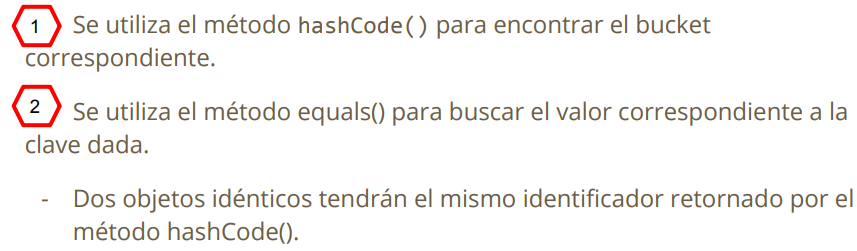 1 Se utiliza el método hashCode() para encontrar el bucket
correspondiente.
2 Se utiliza el método equals() para buscar el valor correspondiente a la
clave dada.
- Dos objetos idénticos tendrán el mismo identificador retornado por el
método hashCode().